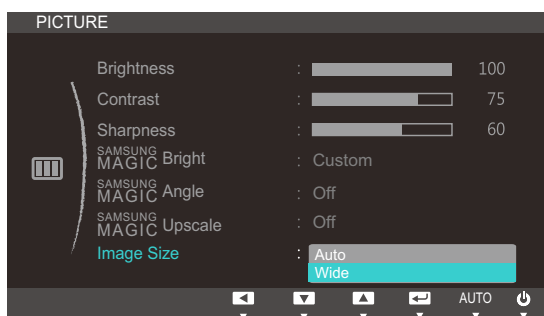 PICTURE
Brightness : 100
Contrast : 75
Sharpness : 60
SAMSUNG MAGIC Bright : Custom
SAMSUNG MAGIC Angle : Off
SAMSUNG MAGIC Upscale : Off
Image Size : Auto
Wide
AUTO